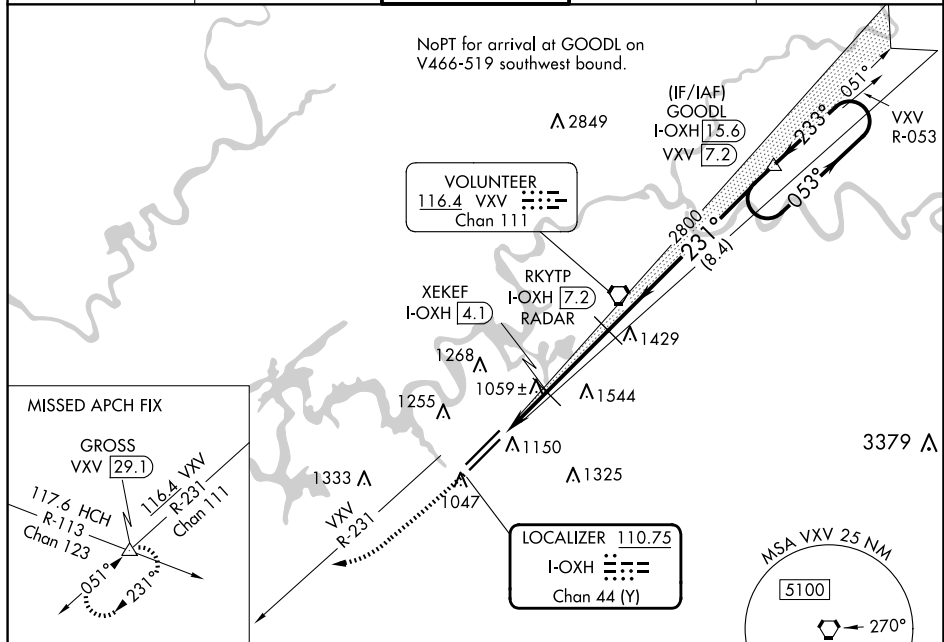 NoPT for arrival at GOODL on
V466-519 southwest bound.
(IF/IAF)
GOODL
I-OXH 15.6
VXV 7.2
051°
233°
053°
VXV
R-053
2849
VOLUNTEER
116.4 VXV
Chan 111
2800
231°
(8.4)
RKYTP
I-OXH 7.2
RADAR
XEKEF
I-OXH 4.1
1429
1268
1059±
1544
1255
1150
3379
1333
1325
1047
VXV
R-231
MISSED APCH FIX
GROSS
VXV 29.1
117.6 HCH
R-113
Chan 123
116.4 VXV
R-231
Chan 111
051°
231°
LOCALIZER 110.75
I-OXH
Chan 44 (Y)
MSA VXV 25 NM
5100
270°